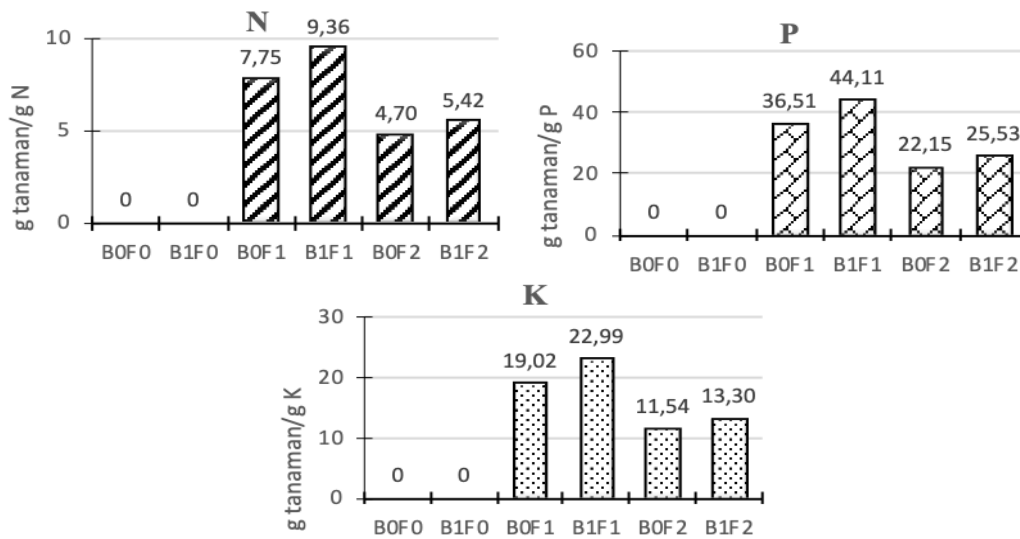 N
g tanaman/g N
10
5
0
0 0 7,75 9,36 4,70 5,42
B0F0 B1F0 B0F1 B1F1 B0F2 B1F2
P
g tanaman/g P
60
40
20
0
0 0 36,51 44,11 22,15 25,53
B0F0 B1F0 B0F1 B1F1 B0F2 B1F2
K
g tanaman/g K
30
20
10
0
0 0 19,02 22,99 11,54 13,30
B0F0 B1F0 B0F1 B1F1 B0F2 B1F2